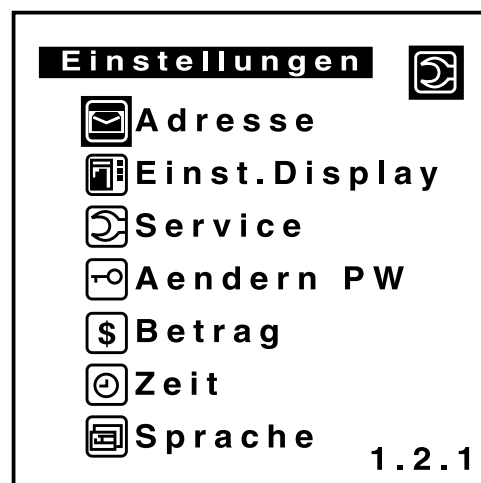 Einstellungen
Adresse
Einst.Display
Service
Aendern PW
$ Betrag
Zeit
Sprache
1.2.1